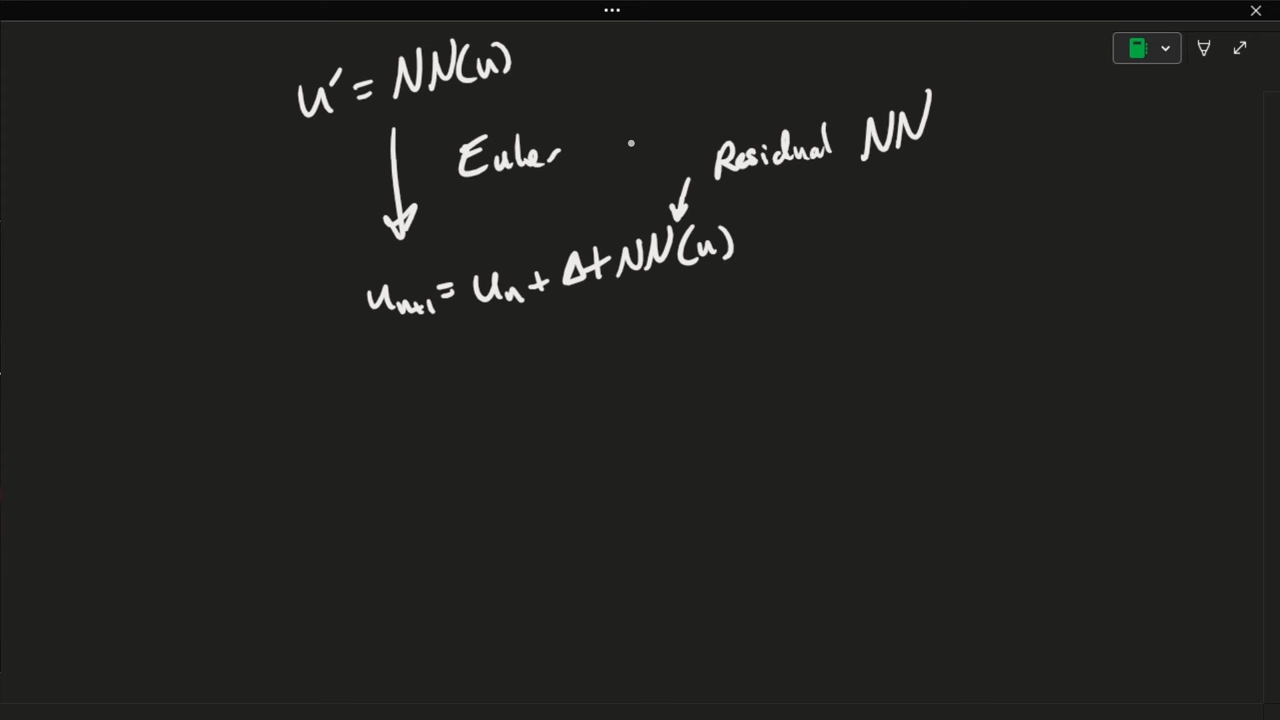 u' = NN(u)
Euler
Residual NN
u_{n+1} = u_n + Δt NN(u)